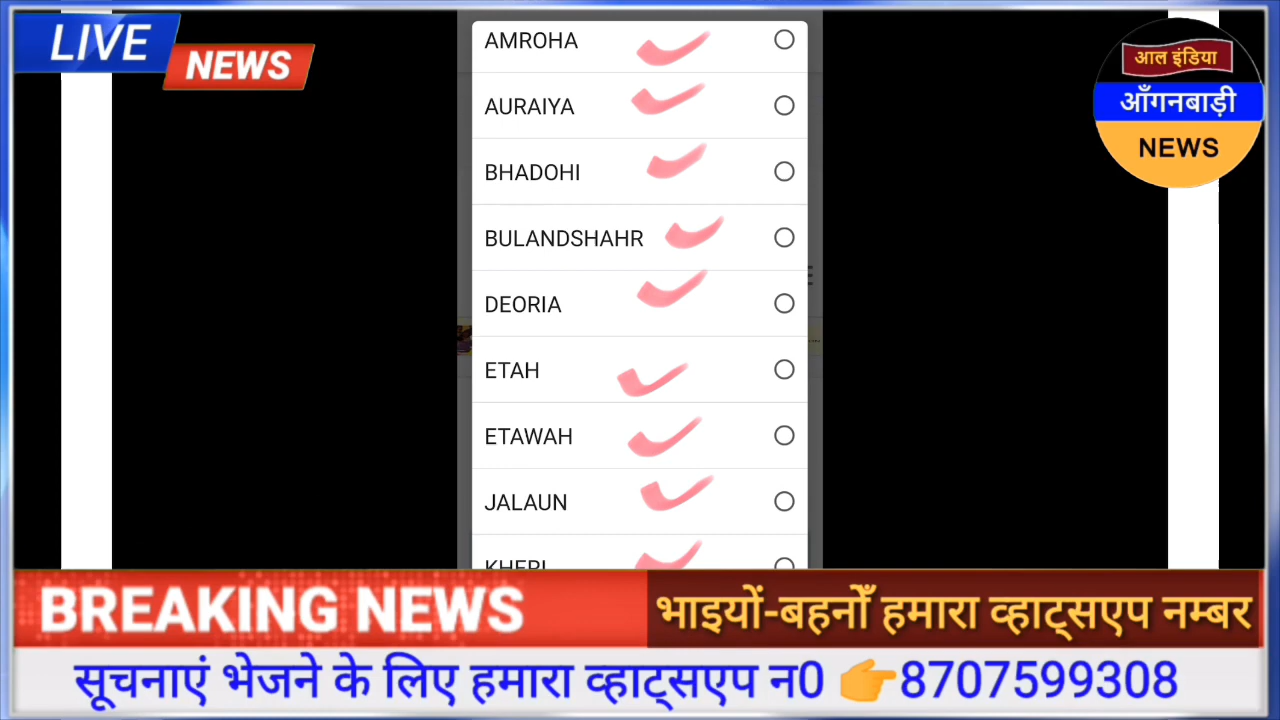 LIVE
NEWS
आल इंडिया
आँगनबाड़ी
NEWS
AMROHA
AURAIYA
BHADOHI
BULANDSHAHR
DEORIA
ETAH
ETAWAH
JALAUN
KHERI
BREAKING NEWS
भाइयों-बहनोँ हमारा व्हाट्सएप नम्बर
सूचनाएं भेजने के लिए हमारा व्हाट्सएप न0 👉8707599308